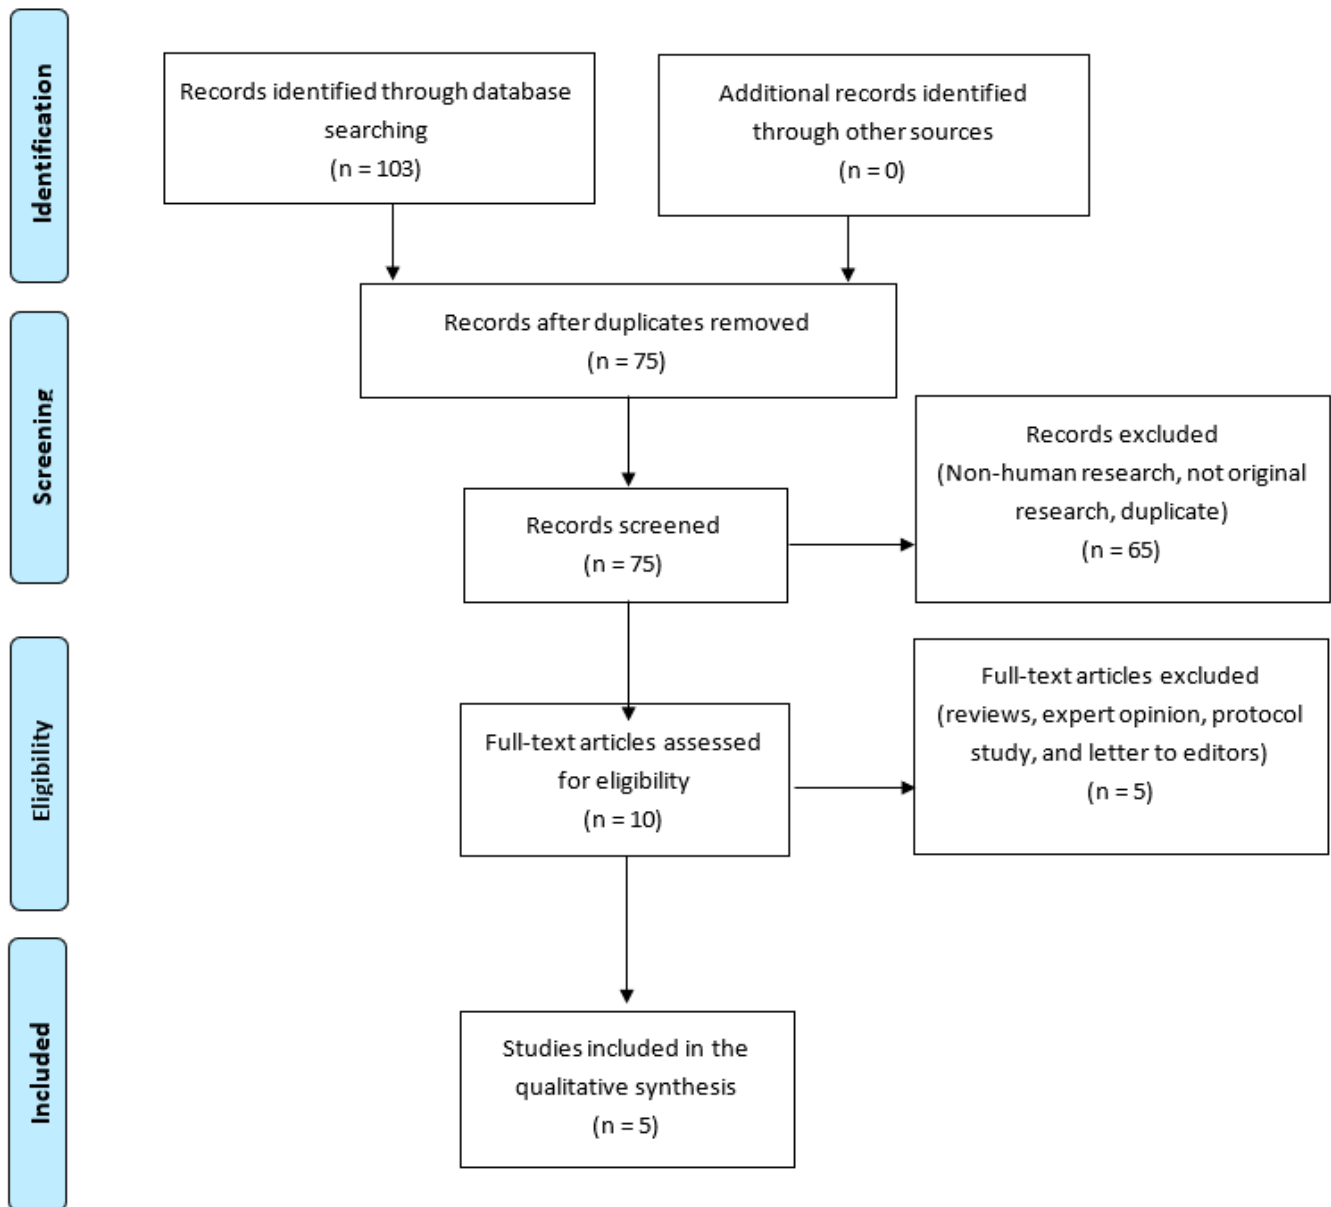 Identification
Records identified through database
searching
(n = 103)
Additional records identified
through other sources
(n = 0)
Records after duplicates removed
(n = 75)
Screening
Records screened
(n = 75)
Records excluded
(Non-human research, not original
research, duplicate)
(n = 65)
Eligibility
Full-text articles assessed
for eligibility
(n = 10)
Full-text articles excluded
(reviews, expert opinion, protocol
study, and letter to editors)
(n = 5)
Included
Studies included in the
qualitative synthesis
(n = 5)